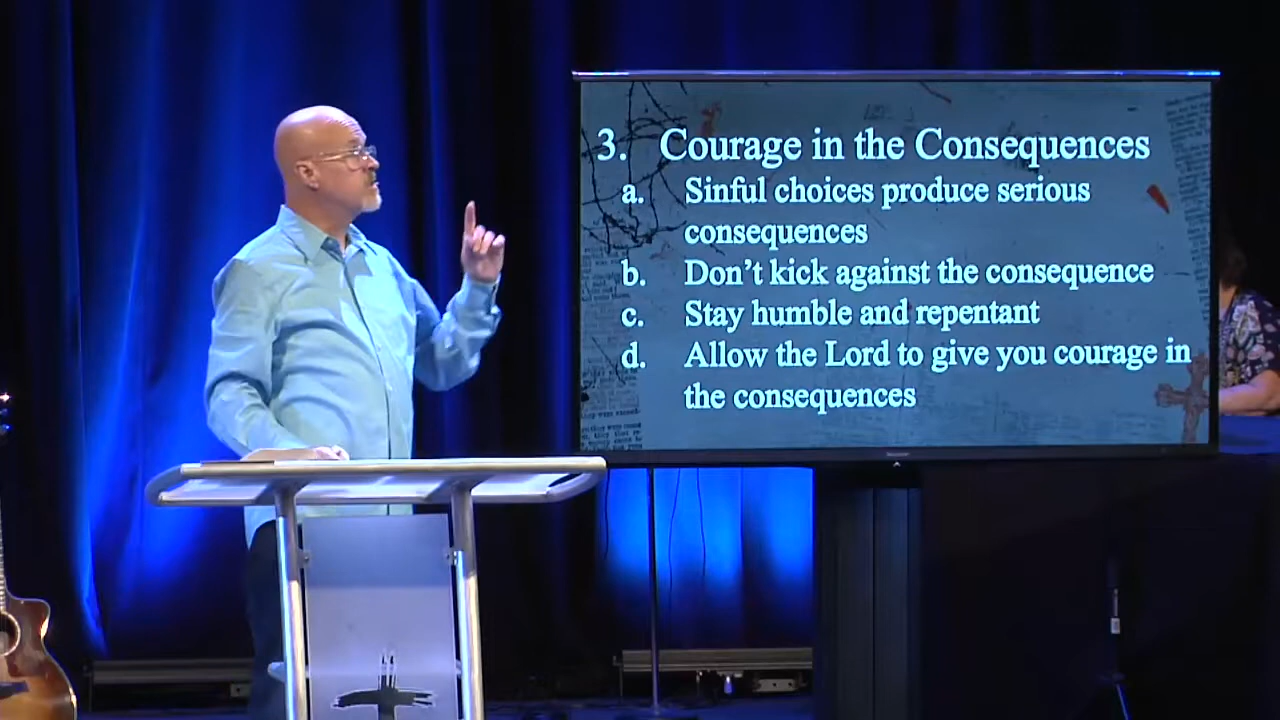 3. Courage in the Consequences
a. Sinful choices produce serious
consequences
b. Don’t kick against the consequence
c. Stay humble and repentant
d. Allow the Lord to give you courage in
the consequences